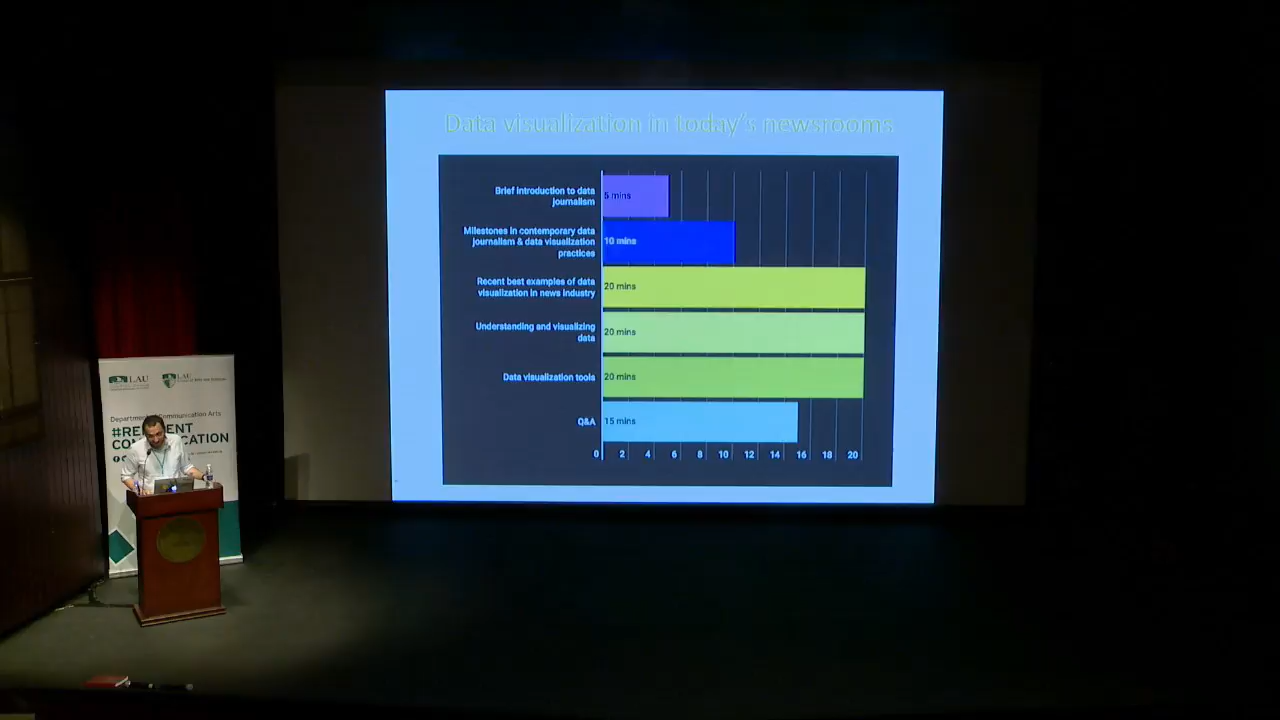 Data visualization in today's newsrooms
Brief introduction to data
journalism
5 mins
Milestones in contemporary data
journalism & data visualization
practices
10 mins
Recent best examples of data
visualization in news industry
20 mins
Understanding and visualizing
data
20 mins
Data visualization tools
20 mins
Q&A
15 mins
0 2 4 6 8 10 12 14 16 18 20
LAU
LAU
Department of Communication Arts